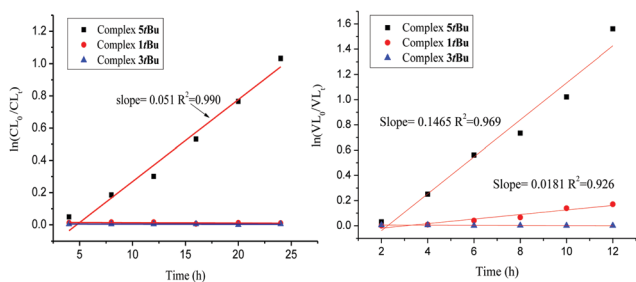 Complex 5tBu
Complex 1tBu
Complex 3tBu
ln(CL0/CLt)
1.2
1.0
0.8
0.6
0.4
0.2
0.0
slope= 0.051 R²=0.990
5 10 15 20 25
Time (h)
Complex 5tBu
Complex 1tBu
Complex 3tBu
ln(VL0/VLt)
1.6
1.4
1.2
1.0
0.8
0.6
0.4
0.2
0.0
Slope= 0.1465 R²=0.969
Slope= 0.0181 R²=0.926
2 4 6 8 10 12
Time (h)